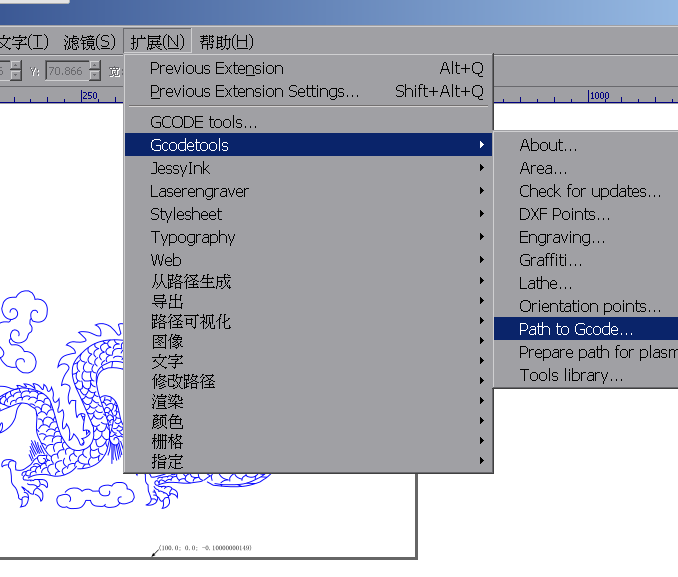 文字(T) 滤镜(S) 扩展(N) 帮助(H)
Y: 70.866 宽:
250
1000
Previous Extension Alt+Q
Previous Extension Settings... Shift+Alt+Q
GCODE tools...
Gcodetools
JessyInk
Laserengraver
Stylesheet
Typography
Web
从路径生成
导出
路径可视化
图像
文字
修改路径
渲染
颜色
栅格
指定
About...
Area...
Check for updates...
DXF Points...
Engraving...
Graffiti...
Lathe...
Orientation points...
Path to Gcode...
Prepare path for plasm
Tools library...
(100.0; 0.0; -0.10000000149)